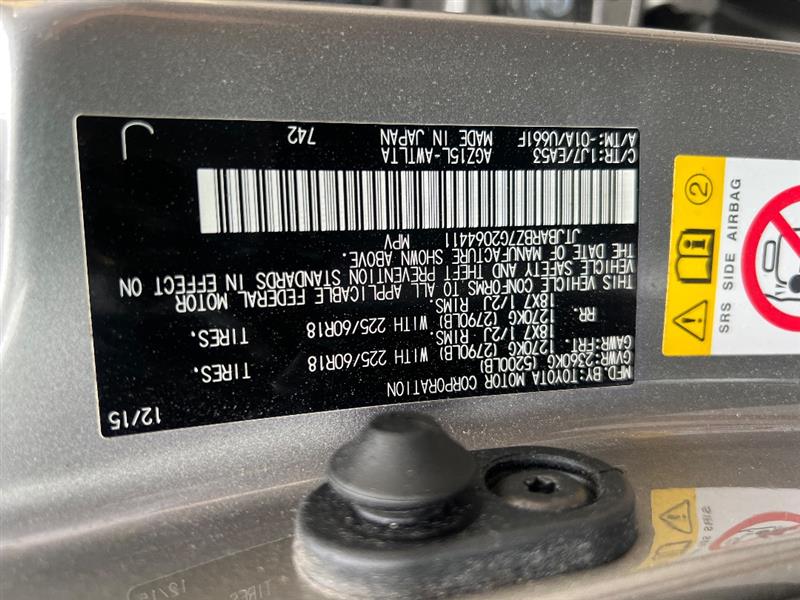 MFD.BY:TOYOTA MOTOR CORPORATION 12/15
GVWR:2360KG (5200LB)
GAWR:FRT. 1270KG (2790LB) WITH 225/60R18 TIRES.
18X7 1/2J RIMS.
RR. 1270KG (2790LB) WITH 225/60R18 TIRES.
18X7 1/2J RIMS.
THIS VEHICLE CONFORMS TO ALL APPLICABLE FEDERAL MOTOR
VEHICLE SAFETY AND THEFT PREVENTION STANDARDS IN EFFECT ON
THE DATE OF MANUFACTURE SHOWN ABOVE.
JTJBARBZ7G2064411 MPV
C/TR:1J7/EA53 AGZ15L-AWTLTA
A/TM:-01A/U661F MADE IN JAPAN 742
J
2
SRS SIDE AIRBAG